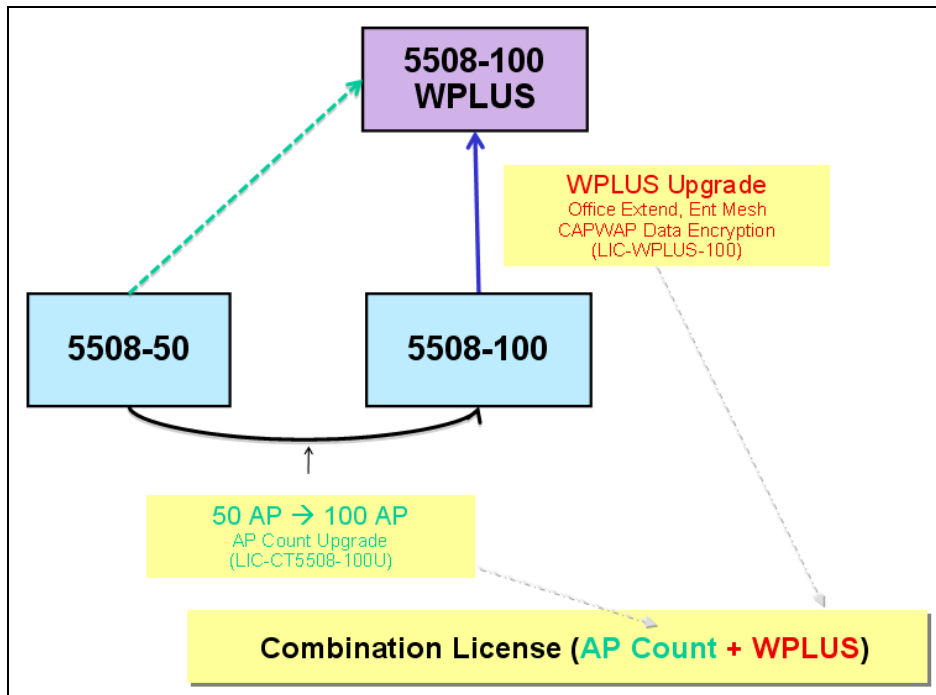 5508-100
WPLUS
WPLUS Upgrade
Office Extend, Ent Mesh
CAPWAP Data Encryption
(LIC-WPLUS-100)
5508-50
5508-100
50 AP → 100 AP
AP Count Upgrade
(LIC-CT5508-100U)
Combination License (AP Count + WPLUS)